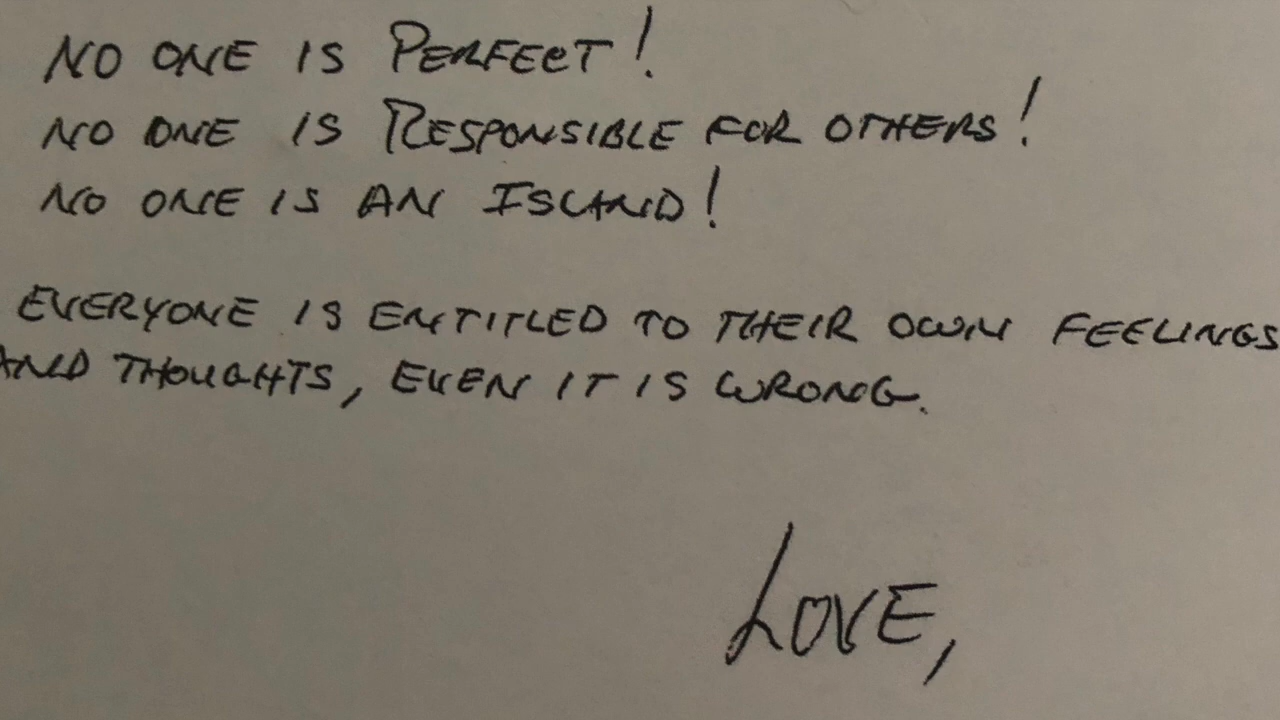 NO ONE IS PERFECT!
NO ONE IS RESPONSIBLE FOR OTHERS!
NO ONE IS AN ISLAND!
EVERYONE IS ENTITLED TO THEIR OWN FEELINGS
AND THOUGHTS, EVEN IT IS WRONG.
LOVE,